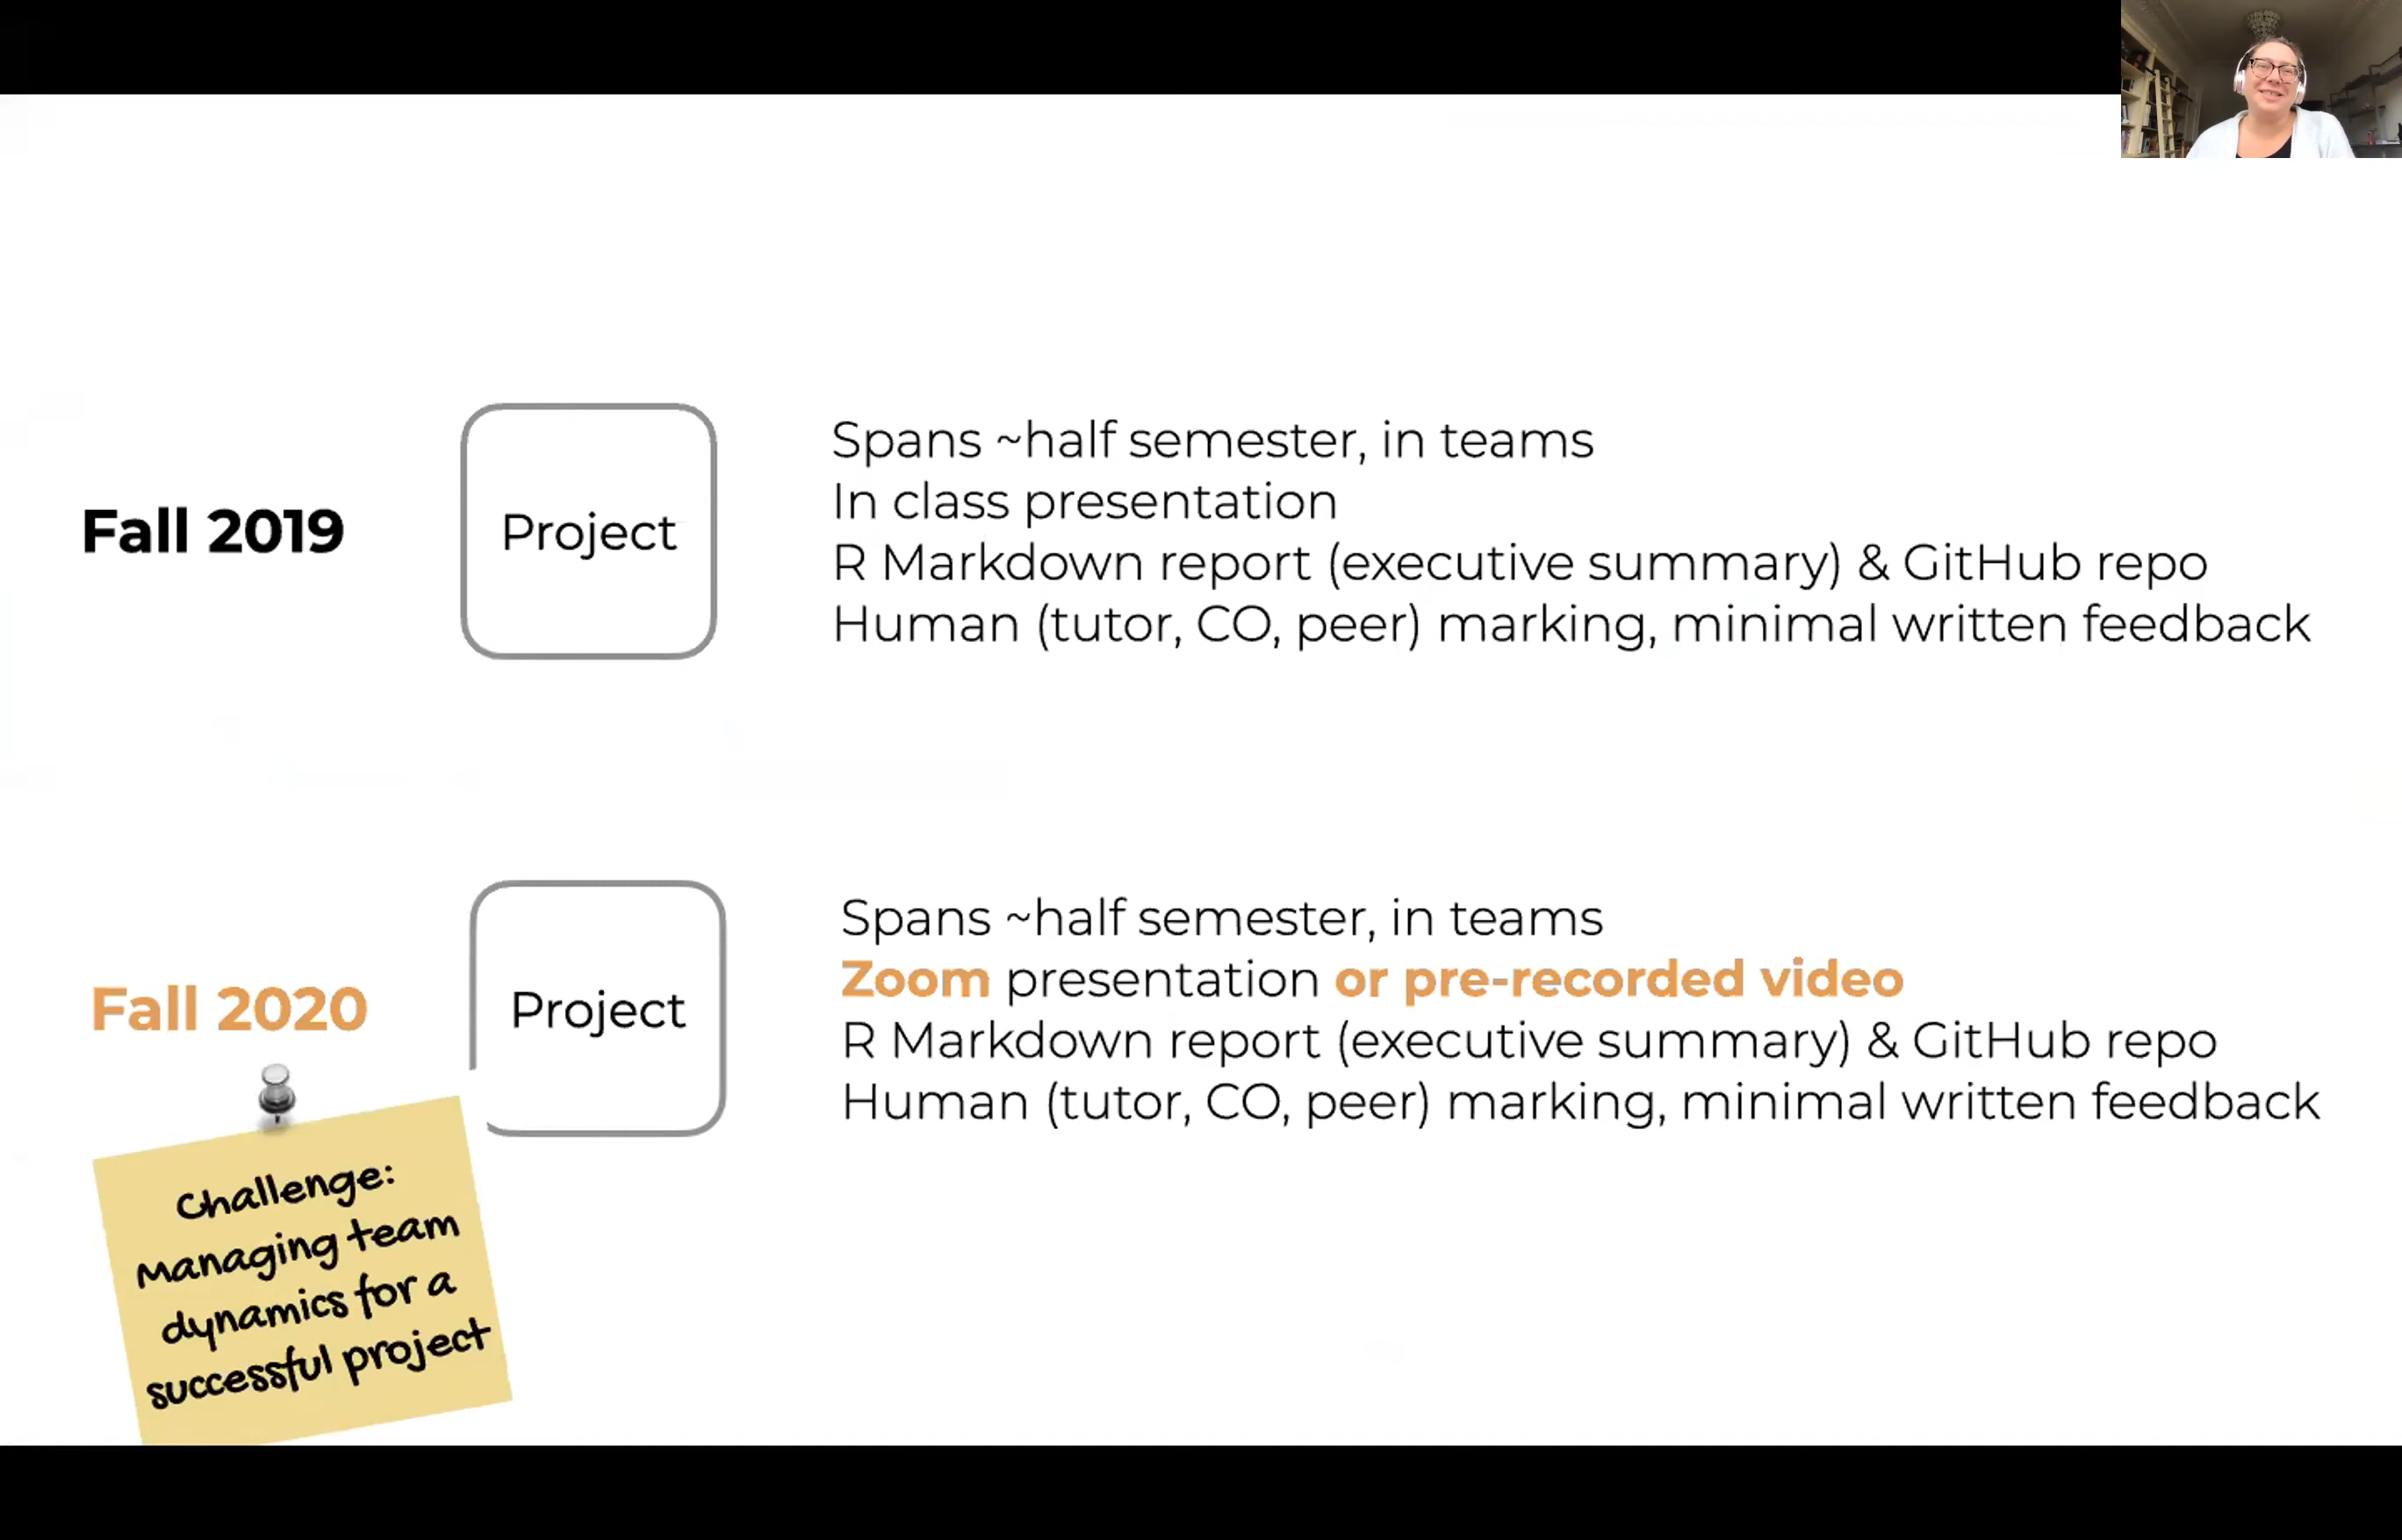 Fall 2019
Project
Spans ~half semester, in teams
In class presentation
R Markdown report (executive summary) & GitHub repo
Human (tutor, CO, peer) marking, minimal written feedback
Fall 2020
Project
Spans ~half semester, in teams
Zoom presentation or pre-recorded video
R Markdown report (executive summary) & GitHub repo
Human (tutor, CO, peer) marking, minimal written feedback
Challenge:
managing team
dynamics for a
successful project